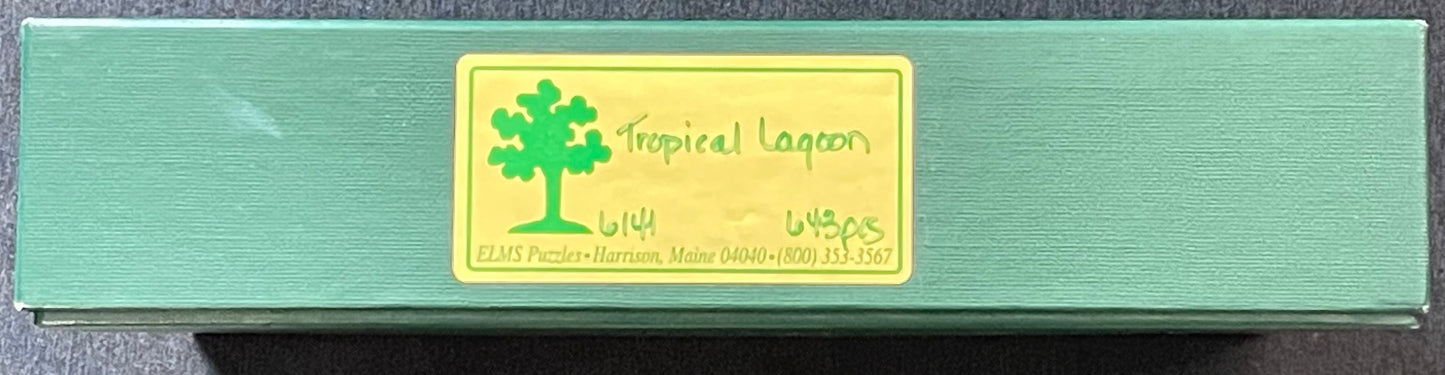 Tropical Lagoon
6141 643pcs
ELMS Puzzles • Harrison, Maine 04040 • (800) 353-3567